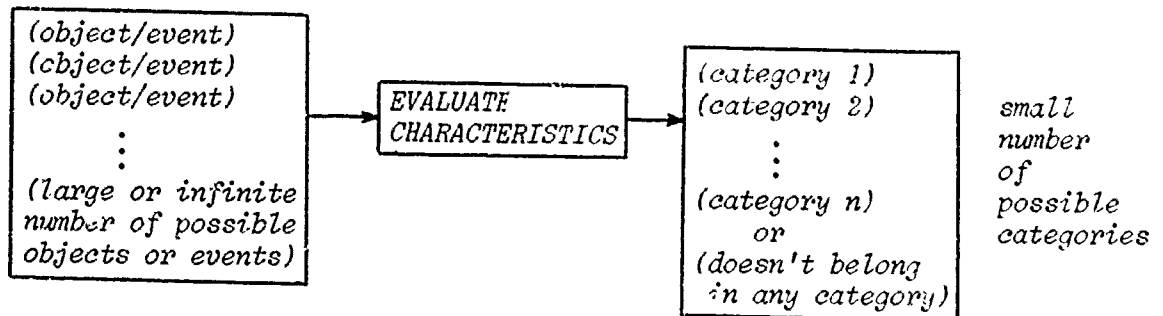 (object/event)
(cbject/event)
(object/event)
(large or infinite
number of possible
objects or events)
EVALUATE
CHARACTERISTICS
(category 1)
(category 2)
(category n)
or
(doesn't belong
in any category)
small
number
of
possible
categories